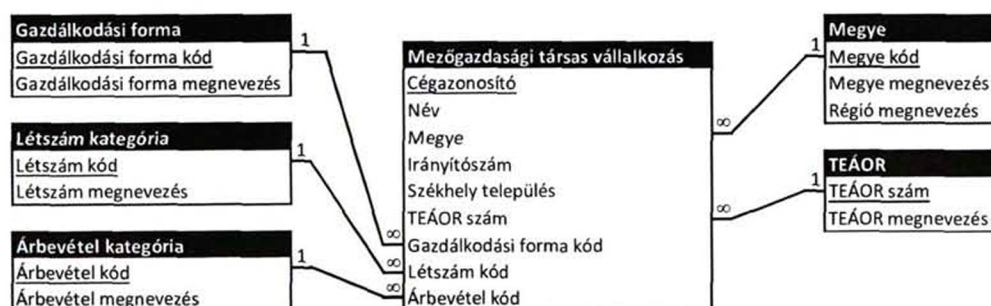 Gazdálkodási forma
Gazdálkodási forma kód
Gazdálkodási forma megnevezés
1
Létszám kategória
Létszám kód
Létszám megnevezés
1
Árbevétel kategória
Árbevétel kód
Árbevétel megnevezés
1
Mezőgazdasági társas vállalkozás
Cégazonosító
Név
Megye
Irányítószám
Székhely település
TEÁOR szám
∞ Gazdálkodási forma kód
∞ Létszám kód
∞ Árbevétel kód
∞
∞
Megye
1 Megye kód
Megye megnevezés
Régió megnevezés
TEÁOR
1 TEÁOR szám
TEÁOR megnevezés